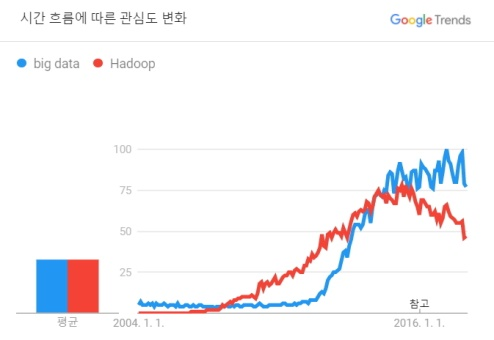 시간 흐름에 따른 관심도 변화
Google Trends
big data
Hadoop
100
75
50
25
참고
평균
2004. 1. 1.
2016. 1. 1.